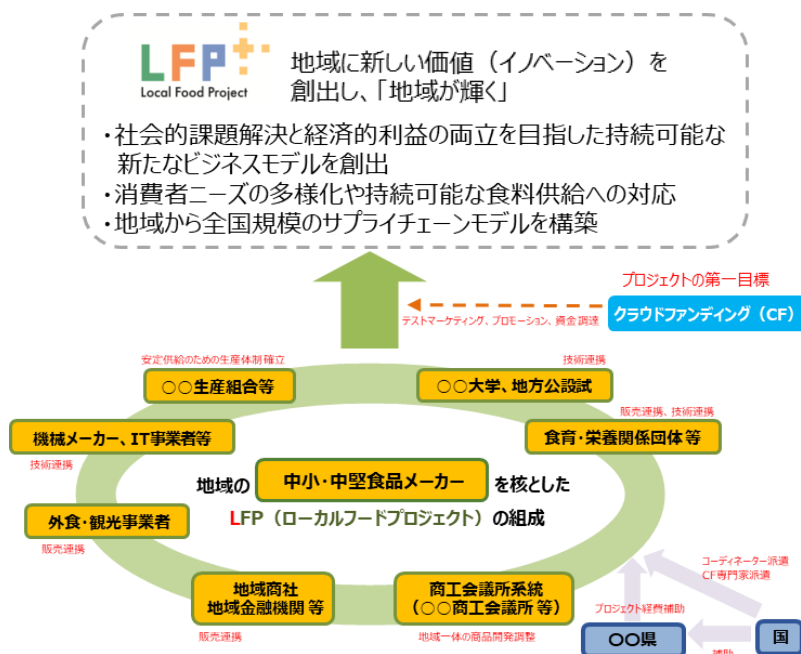 LFP
Local Food Project
地域に新しい価値（イノベーション）を
創出し、「地域が輝く」
・社会的課題解決と経済的利益の両立を目指した持続可能な
新たなビジネスモデルを創出
・消費者ニーズの多様化や持続可能な食料供給への対応
・地域から全国規模のサプライチェーンモデルを構築
プロジェクトの第一目標
クラウドファンディング（CF）
テストマーケティング、プロモーション、資金調達
安定供給のための生産体制確立
○○生産組合等
技術連携
○○大学、地方公設試
販売連携、技術連携
食育・栄養関係団体 等
機械メーカー、IT事業者等
技術連携
地域の 中小・中堅食品メーカー を核とした
LFP（ローカルフードプロジェクト）の組成
外食・観光事業者
販売連携
地域商社
地域金融機関 等
販売連携
商工会議所系統
（○○商工会議所 等）
地域一体の商品開発調整
コーディネーター派遣
CF専門家派遣
プロジェクト経費補助
○○県
国
補助